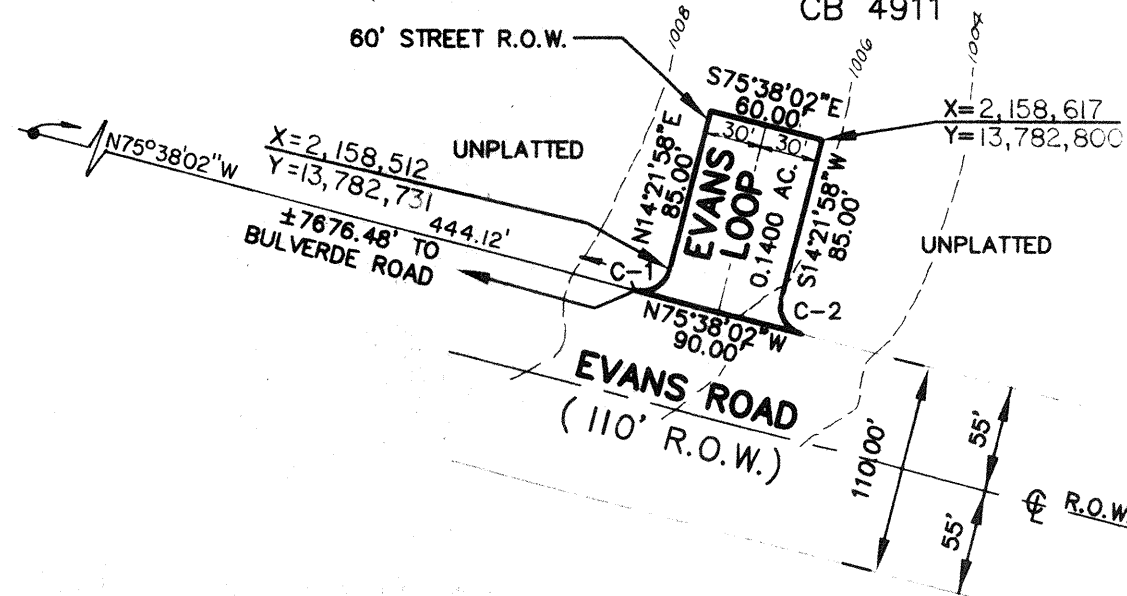 CB 4911
60' STREET R.O.W.
1008
1006
1004
S75°38'02"E
60.00'
30'
30'
X=2,158,617
Y=13,782,800
N75°38'02"W
X=2,158,512
Y=13,782,731
UNPLATTED
N14°21'58"E
85.00'
EVANS
LOOP
0.1400 AC.
S14°21'58"W
85.00'
UNPLATTED
444.12'
±7676.48' TO
BULVERDE ROAD
C-1
C-2
N75°38'02"W
90.00'
EVANS ROAD
(110' R.O.W.)
110.00'
55'
55'
℄ R.O.W.